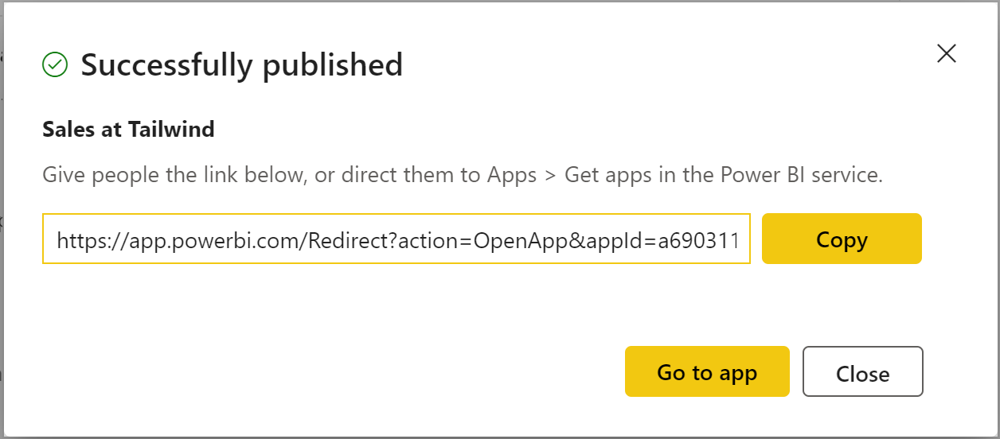 Successfully published
Sales at Tailwind
Give people the link below, or direct them to Apps > Get apps in the Power BI service.
https://app.powerbi.com/Redirect?action=OpenApp&appId=a690311
Copy
Go to app
Close